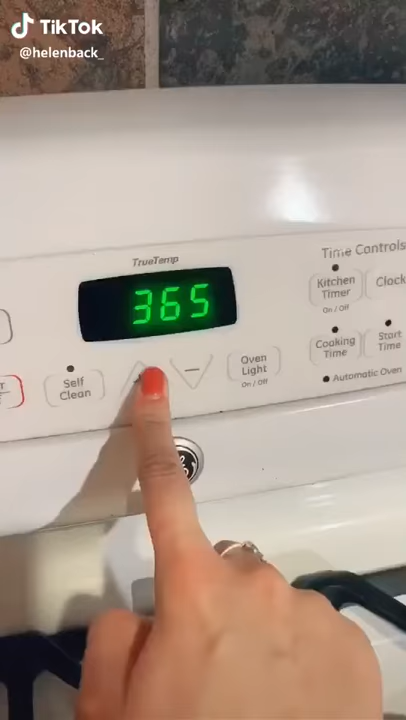 TikTok
@helenback_
TrueTemp
365
Time Controls
Kitchen
Timer
On / Off
Clock
Self
Clean
Oven
Light
On / Off
Cooking
Time
Start
Time
Automatic Oven